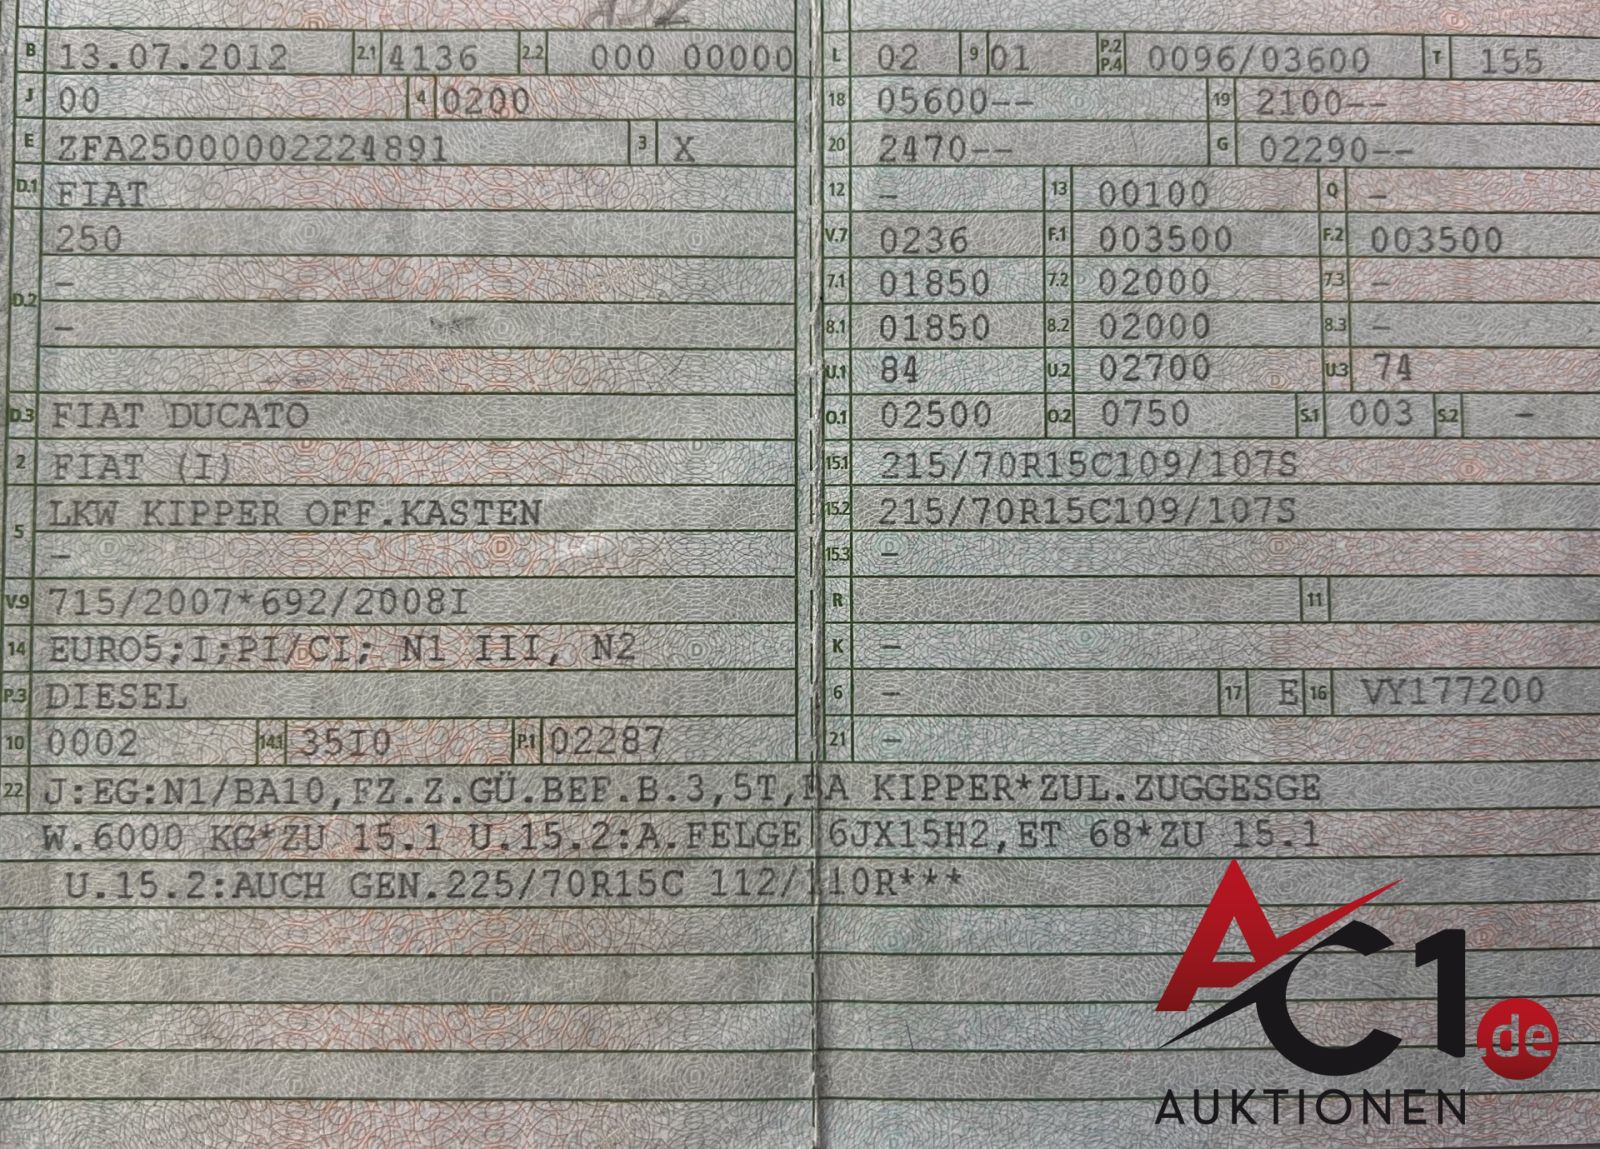 B 13.07.2012 2.1 4136 2.2 000 00000
J 00 4 0200
E ZFA25000002224891 3 X
D.1 FIAT
250
D.2 -
-
D.3 FIAT DUCATO
2 FIAT (I)
5 LKW KIPPER OFF.KASTEN
-
V.9 715/2007*692/2008I
14 EURO5;I;PI/CI; N1 III, N2
P.3 DIESEL
10 0002 14.1 35I0 P.1 02287
L 02 9 01 P.2 P.4 0096/03600 T 155
18 05600-- 19 2100--
20 2470-- G 02290--
12 - 13 00100 Q -
V.7 0236 F.1 003500 F.2 003500
7.1 01850 7.2 02000 7.3 -
8.1 01850 8.2 02000 8.3 -
U.1 84 U.2 02700 U.3 74
O.1 02500 O.2 0750 S.1 003 S.2 -
15.1 215/70R15C109/107S
15.2 215/70R15C109/107S
15.3 -
R 11
K -
6 - 17 E 16 VY177200
21 -
22 J:EG:N1/BA10,FZ.Z.GÜ.BEF.B.3,5T,BA KIPPER*ZUL.ZUGGESGE
W.6000 KG*ZU 15.1 U.15.2:A.FELGE 6JX15H2,ET 68*ZU 15.1
U.15.2:AUCH GEN.225/70R15C 112/110R***
AC1.de
AUKTIONEN